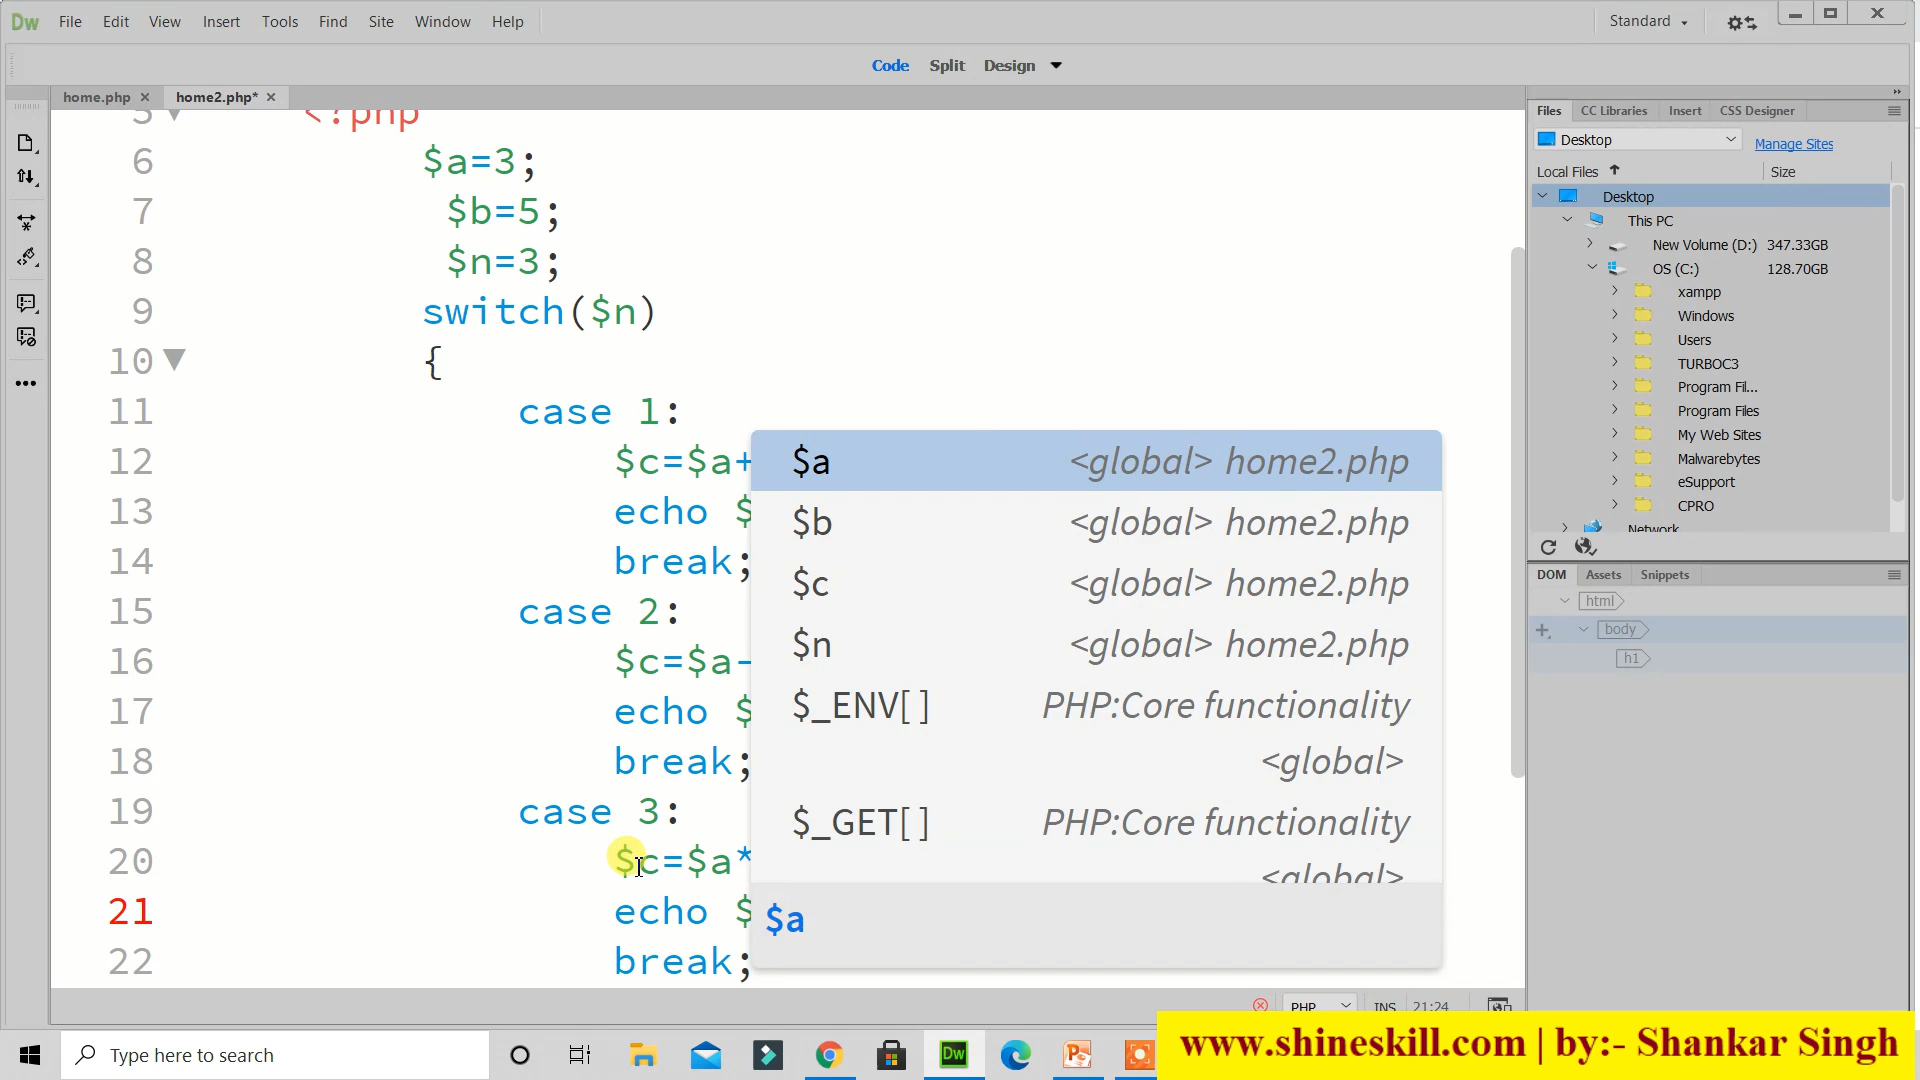 Dw File Edit View Insert Tools Find Site Window Help Standard
Code Split Design
home.php home2.php*
Files CC Libraries Insert CSS Designer
Desktop Manage Sites
Local Files Size
Desktop
This PC
New Volume (D:) 347.33GB
OS (C:) 128.70GB
xampp
Windows
Users
TURBOC3
Program Fil...
Program Files
My Web Sites
Malwarebytes
eSupport
CPRO
Network
DOM Assets Snippets
html
body
h1
5 <?php
6 $a=3;
7 $b=5;
8 $n=3;
9 switch($n)
10 {
11 case 1:
12 $c=$a+
13 echo $
14 break;
15 case 2:
16 $c=$a-
17 echo $
18 break;
19 case 3:
20 $c=$a*
21 echo $
22 break;
$a <global> home2.php
$b <global> home2.php
$c <global> home2.php
$n <global> home2.php
$_ENV[] PHP:Core functionality
<global>
$_GET[] PHP:Core functionality
<global>
$a
PHP INS 21:24
www.shineskill.com | by:- Shankar Singh
Type here to search
Dw